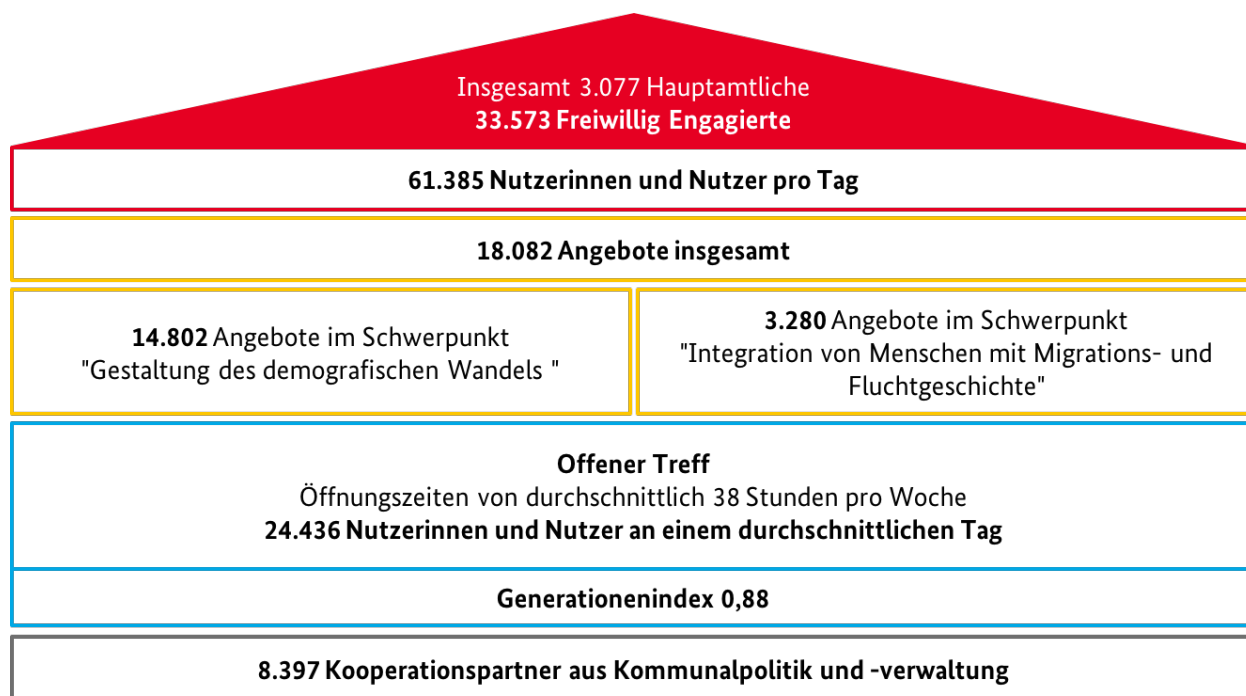 Insgesamt 3.077 Hauptamtliche
33.573 Freiwillig Engagierte
61.385 Nutzerinnen und Nutzer pro Tag
18.082 Angebote insgesamt
14.802 Angebote im Schwerpunkt
"Gestaltung des demografischen Wandels "
3.280 Angebote im Schwerpunkt
"Integration von Menschen mit Migrations- und
Fluchtgeschichte"
Offener Treff
Öffnungszeiten von durchschnittlich 38 Stunden pro Woche
24.436 Nutzerinnen und Nutzer an einem durchschnittlichen Tag
Generationenindex 0,88
8.397 Kooperationspartner aus Kommunalpolitik und -verwaltung